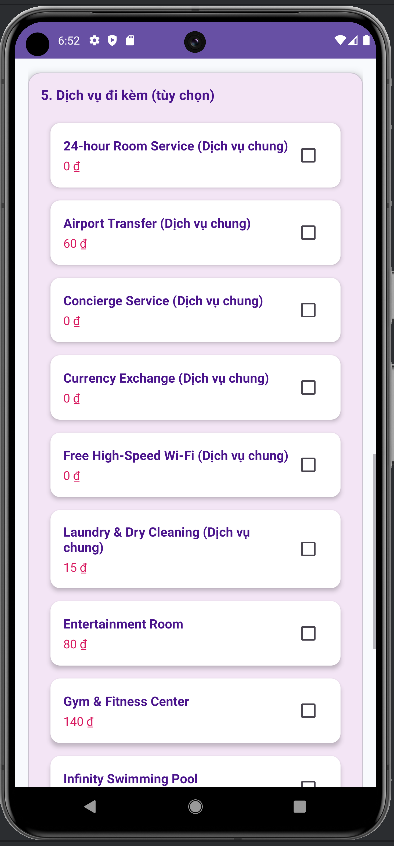 6:52
5. Dịch vụ đi kèm (tùy chọn)
24-hour Room Service (Dịch vụ chung)
0 ₫
Airport Transfer (Dịch vụ chung)
60 ₫
Concierge Service (Dịch vụ chung)
0 ₫
Currency Exchange (Dịch vụ chung)
0 ₫
Free High-Speed Wi-Fi (Dịch vụ chung)
0 ₫
Laundry & Dry Cleaning (Dịch vụ
chung)
15 ₫
Entertainment Room
80 ₫
Gym & Fitness Center
140 ₫
Infinity Swimming Pool